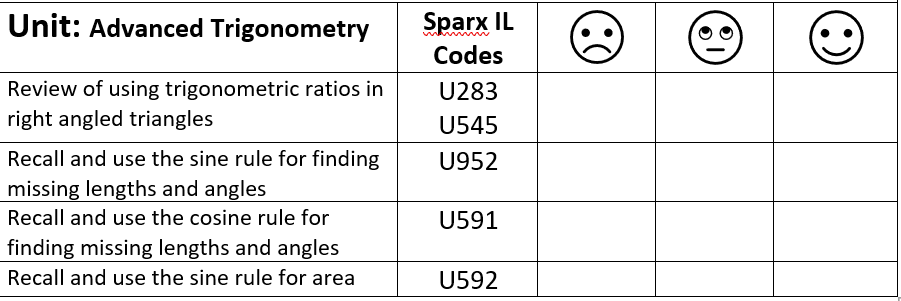 Unit: Advanced Trigonometry
Sparx IL
Codes
Review of using trigonometric ratios in
right angled triangles
U283
U545
Recall and use the sine rule for finding
missing lengths and angles
U952
Recall and use the cosine rule for
finding missing lengths and angles
U591
Recall and use the sine rule for area
U592